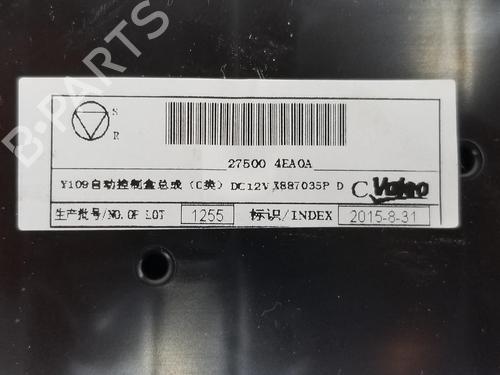 B-PARTS
S
R
27500 4EA0A
Y109自动控制盒总成 (C类) DC12V X887035P D
C Valeo
生产批号/NO.OF LOT 1255 标识/INDEX 2015-8-31